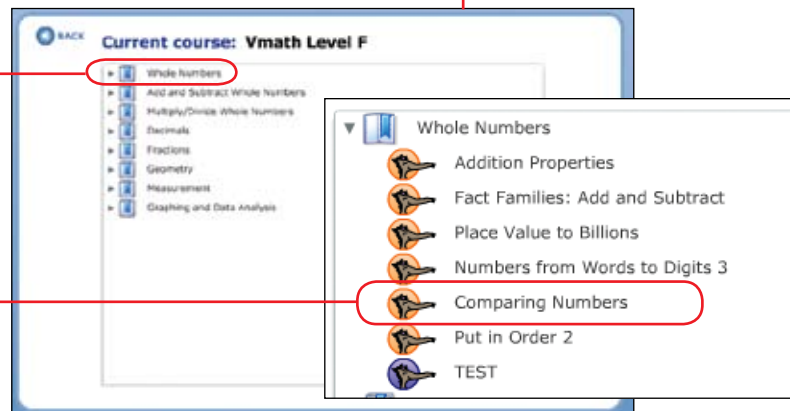 BACK
Current course: Vmath Level F
Whole Numbers
Add and Subtract Whole Numbers
Multiply/Divide Whole Numbers
Decimals
Fractions
Geometry
Measurement
Graphing and Data Analysis
Whole Numbers
Addition Properties
Fact Families: Add and Subtract
Place Value to Billions
Numbers from Words to Digits 3
Comparing Numbers
Put in Order 2
TEST